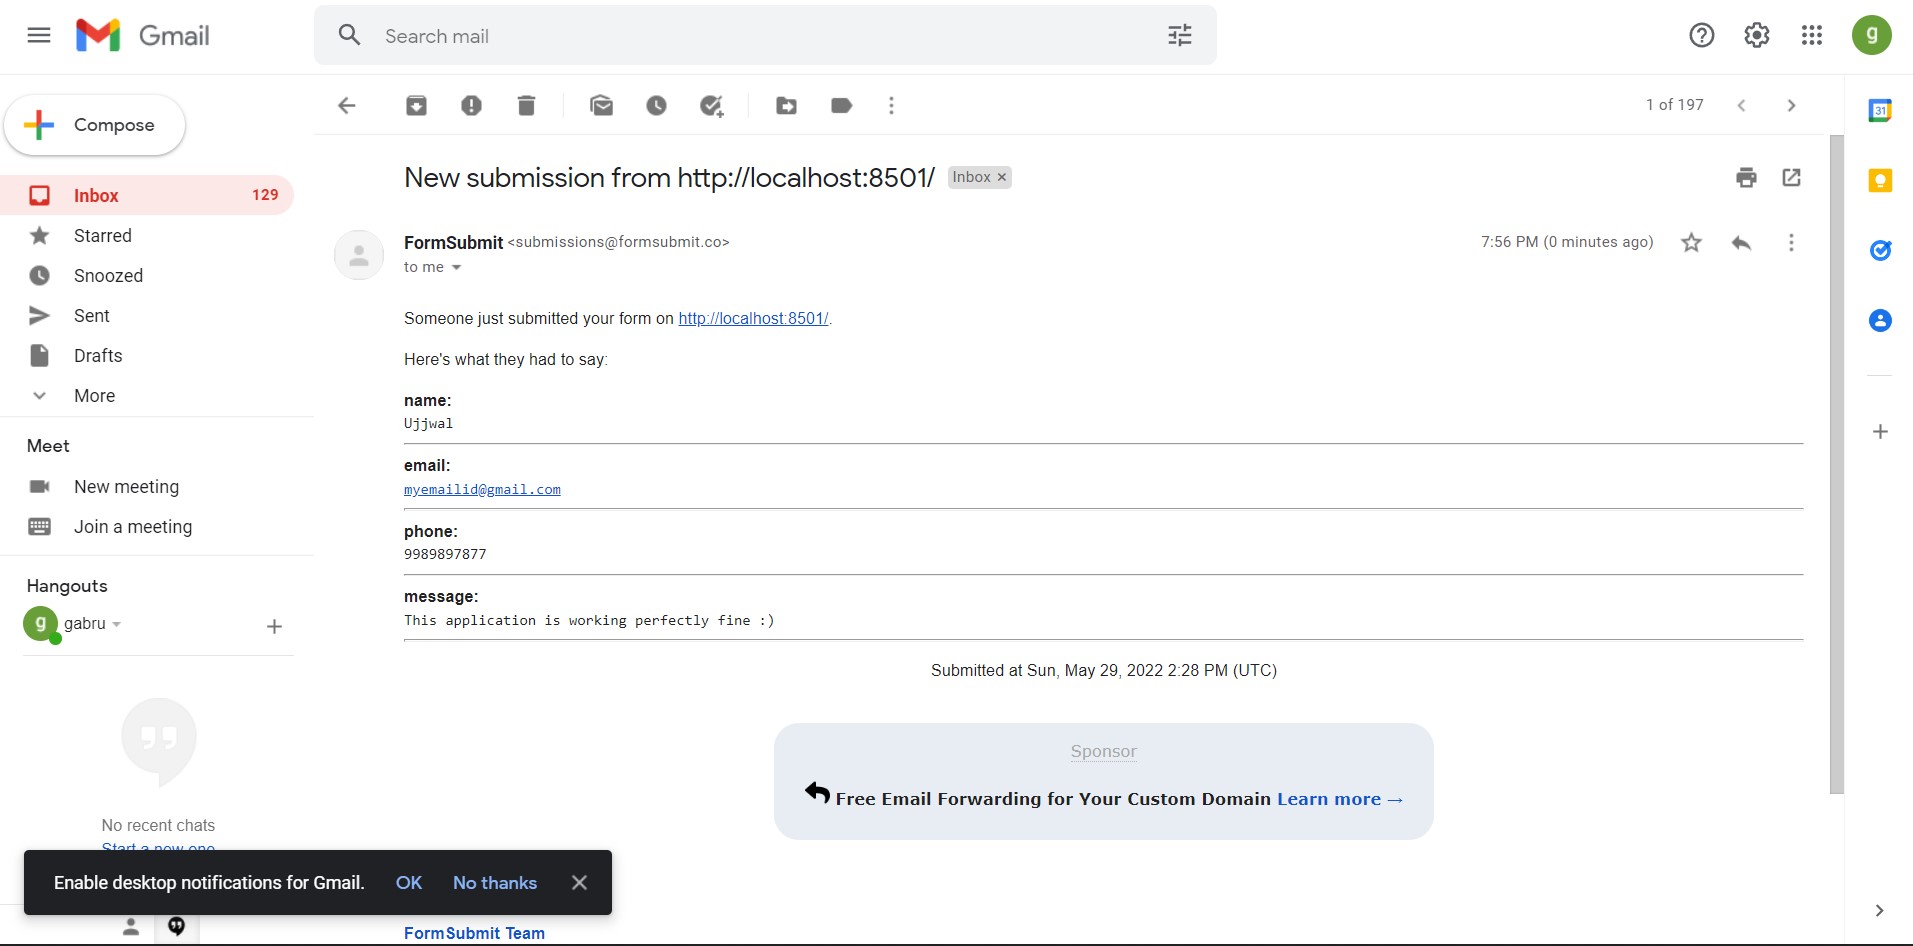 Gmail
Search mail
g
Compose
1 of 197
31
Inbox 129
Starred
Snoozed
Sent
Drafts
More
Meet
New meeting
Join a meeting
Hangouts
g gabru
No recent chats
Start a new one
New submission from http://localhost:8501/ Inbox ×
FormSubmit <submissions@formsubmit.co>
7:56 PM (0 minutes ago)
to me
Someone just submitted your form on http://localhost:8501/.
Here's what they had to say:
name:
Ujjwal
email:
myemailid@gmail.com
phone:
9989897877
message:
This application is working perfectly fine :)
Submitted at Sun, May 29, 2022 2:28 PM (UTC)
Sponsor
Free Email Forwarding for Your Custom Domain Learn more →
Enable desktop notifications for Gmail. OK No thanks
FormSubmit Team